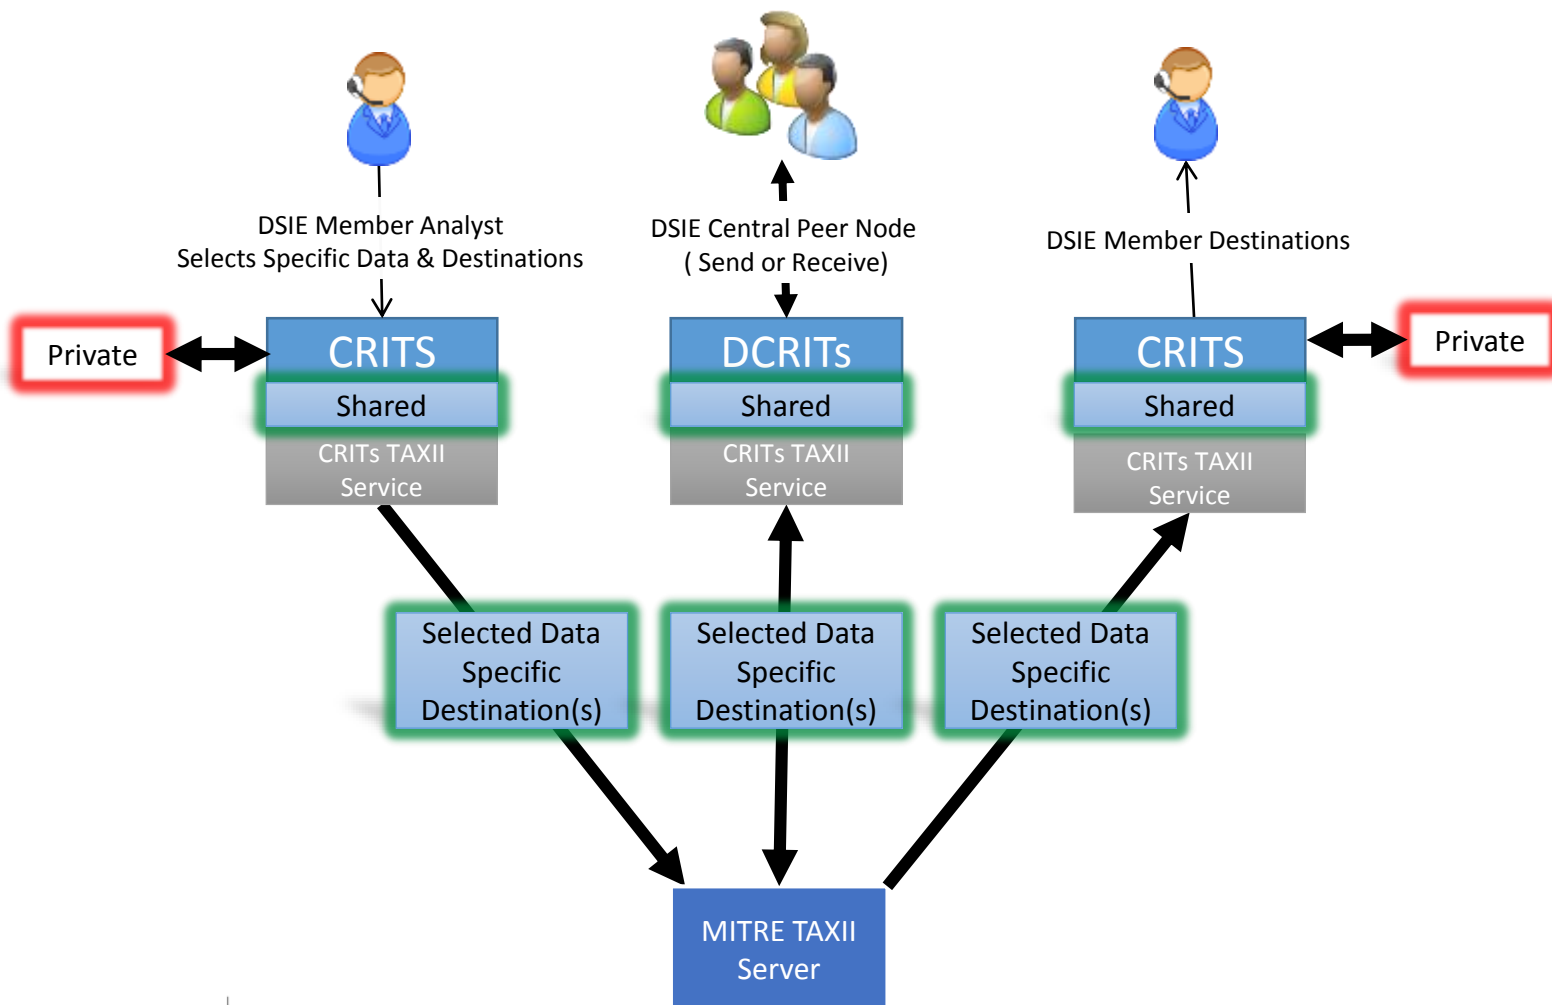 DSIE Member Analyst
Selects Specific Data & Destinations
DSIE Central Peer Node
( Send or Receive)
DSIE Member Destinations
Private
CRITS
Shared
CRITs TAXII
Service
DCRITs
Shared
CRITs TAXII
Service
CRITS
Shared
CRITs TAXII
Service
Private
Selected Data
Specific
Destination(s)
Selected Data
Specific
Destination(s)
Selected Data
Specific
Destination(s)
MITRE TAXII
Server